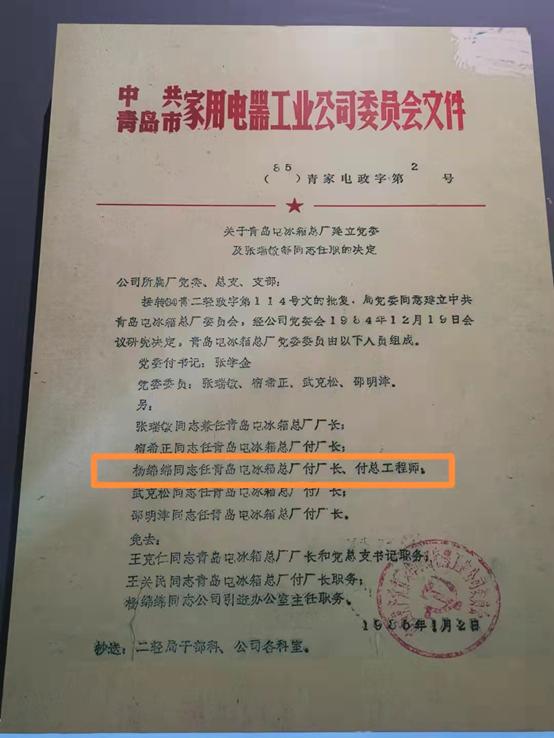 中共
青岛市家用电器工业公司委员会文件
(85)青家电政字第2号
关于青岛电冰箱总厂建立党委
及张瑞敏等同志任职的决定
公司所属厂党委、总支、支部:
按转(84)青二轻政字第114号文的批复,局党委同意建立中共
青岛电冰箱总厂委员会,经公司党委会1984年12月19日会
议研究决定,青岛电冰箱总厂党委委员由以下人员组成。
党委付书记:张学金
党委委员:张瑞敏、宿希正、武克松、邵明津。
另:
张瑞敏同志兼任青岛电冰箱总厂厂长;
宿希正同志任青岛电冰箱总厂付厂长;
杨绵绵同志任青岛电冰箱总厂付厂长、付总工程师。
武克松同志任青岛电冰箱总厂付厂长;
邵明津同志任青岛电冰箱总厂付厂长。
免去:
王克仁同志青岛电冰箱总厂厂长和党总支书记职务;
王关民同志青岛电冰箱总厂付厂长职务;
杨绵绵同志公司引进办公室主任职务。
年1月2日
抄送:二轻局干部科、公司各科室。